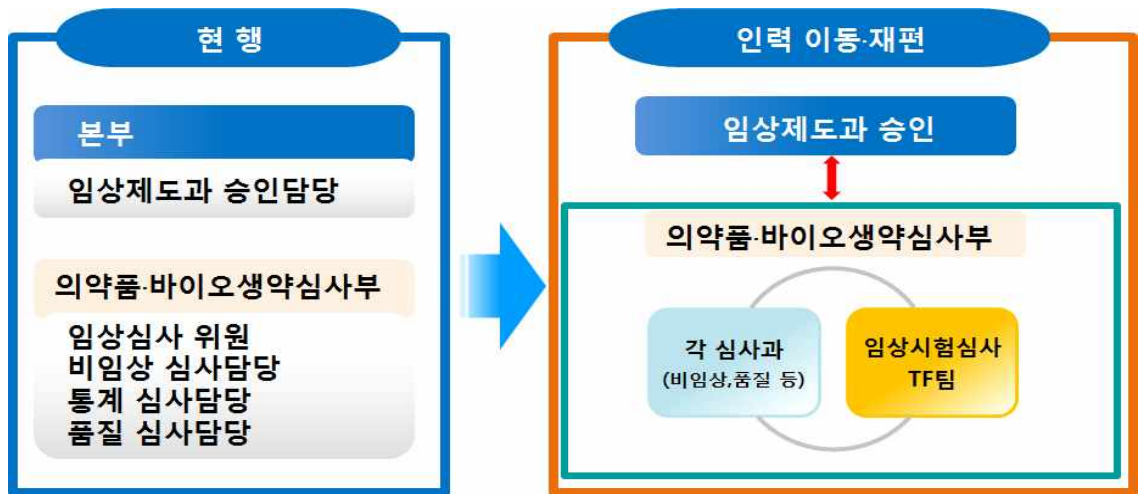 현 행
본부
임상제도과 승인담당
의약품·바이오생약심사부
임상심사 위원
비임상 심사담당
통계 심사담당
품질 심사담당
인력 이동·재편
임상제도과 승인
의약품·바이오생약심사부
각 심사과
(비임상,품질 등)
임상시험심사
TF팀